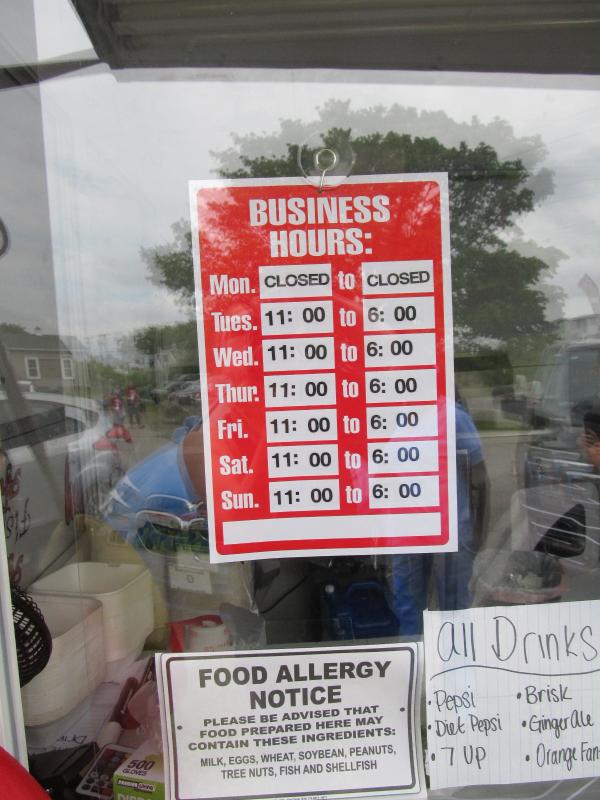 BUSINESS
HOURS:
Mon. CLOSED to CLOSED
Tues. 11: 00 to 6: 00
Wed. 11: 00 to 6: 00
Thur. 11: 00 to 6: 00
Fri. 11: 00 to 6: 00
Sat. 11: 00 to 6: 00
Sun. 11: 00 to 6: 00
FOOD ALLERGY
NOTICE
PLEASE BE ADVISED THAT
FOOD PREPARED HERE MAY
CONTAIN THESE INGREDIENTS:
MILK, EGGS, WHEAT, SOYBEAN, PEANUTS,
TREE NUTS, FISH AND SHELLFISH
all Drinks
• Pepsi • Brisk
• Diet Pepsi • Ginger ale
• 7 UP • Orange Fan
500
GLOVES